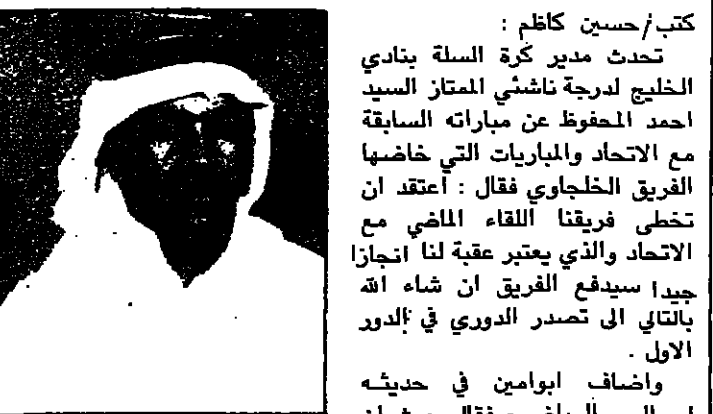 كتب/حسين كاظم :
تحدث مدير كرة السلة بنادي
الخليج لدرجة ناشئي الممتاز السيد
احمد المحفوظ عن مباراته السابقة
مع الاتحاد والمباريات التي خاضها
الفريق الخلجاوي فقال : أعتقد ان
تخطى فريقنا اللقاء الماضي مع
الاتحاد والذي يعتبر عقبة لنا انجازا
جيدا سيدفع الفريق ان شاء الله
بالتالي الى تصدر الدوري في الدور
الاول .
واضاف ابوامين في حديثه